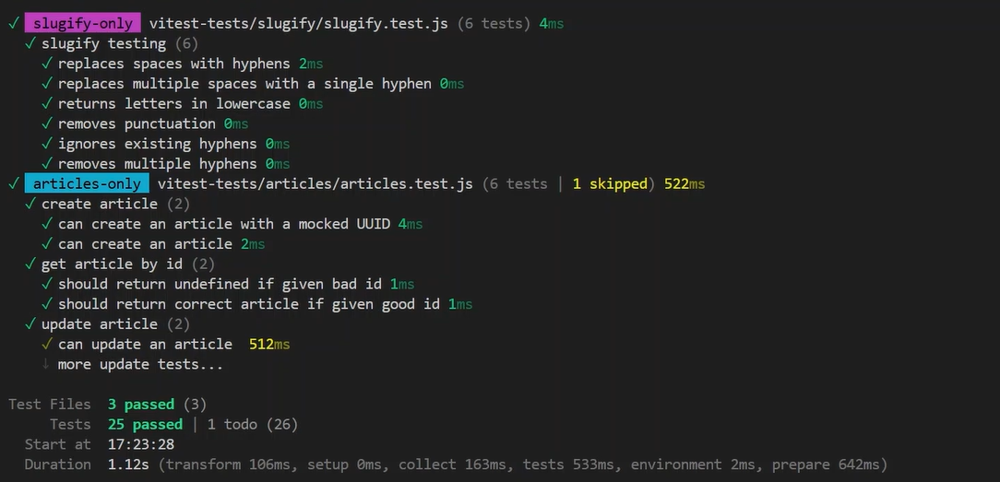 ✓ slugify-only vitest-tests/slugify/slugify.test.js (6 tests) 4ms
✓ slugify testing (6)
✓ replaces spaces with hyphens 2ms
✓ replaces multiple spaces with a single hyphen 0ms
✓ returns letters in lowercase 0ms
✓ removes punctuation 0ms
✓ ignores existing hyphens 0ms
✓ removes multiple hyphens 0ms
✓ articles-only vitest-tests/articles/articles.test.js (6 tests | 1 skipped) 522ms
✓ create article (2)
✓ can create an article with a mocked UUID 4ms
✓ can create an article 2ms
✓ get article by id (2)
✓ should return undefined if given bad id 1ms
✓ should return correct article if given good id 1ms
✓ update article (2)
✓ can update an article 512ms
↓ more update tests...
Test Files 3 passed (3)
Tests 25 passed | 1 todo (26)
Start at 17:23:28
Duration 1.12s (transform 106ms, setup 0ms, collect 163ms, tests 533ms, environment 2ms, prepare 642ms)